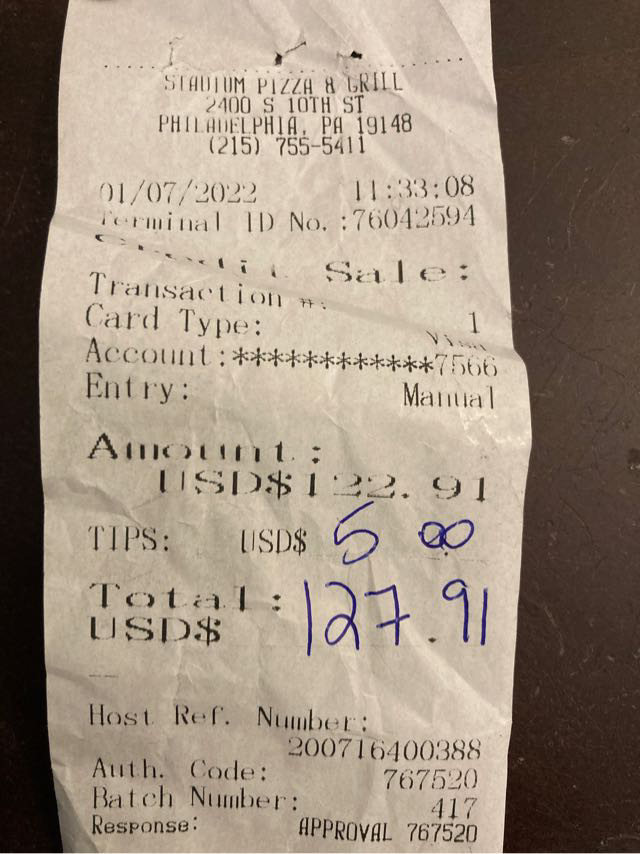 STADIUM PIZZA & GRILL
2400 S 10TH ST
PHILADELPHIA, PA 19148
(215) 755-5411
01/07/2022 11:33:08
Terminal ID No.:76042594
Credit Sale:
Transaction #: 1
Card Type: Visa
Account:************7566
Entry: Manual
Amount:
USD$122.91
TIPS: USD$ 5 00
Total:
USD$ 127.91
Host Ref. Number:
200716400388
Auth. Code: 767520
Batch Number: 417
Response: APPROVAL 767520